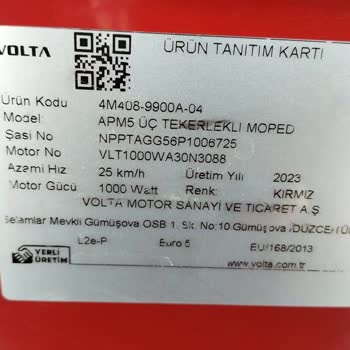 VOLTA
ÜRÜN TANITIM KARTI
Ürün Kodu 4M408-9900A-04
Model APM5 ÜÇ TEKERLEKLİ MOPED
Şasi No NPPTAGG56P1006725
Motor No VLT1000WA30N3088
Azami Hız 25 km/h Üretim Yılı 2023
Motor Gücü 1000 Watt Renk KIRMIZ
VOLTA MOTOR SANAYİ VE TİCARET A.Ş
Selamlar Mevkii Gümüşova OSB 1. Sk. No:10 Gümüşova /DÜZCE
YERLİ ÜRETİM
L2e-P Euro 5 EU/168/2013
www.volta.com.tr